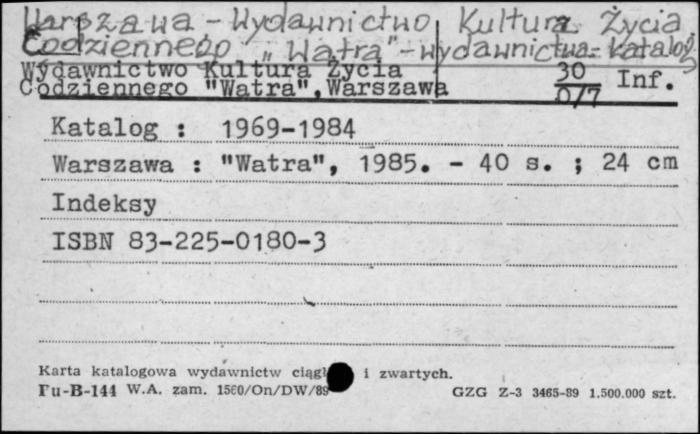 Warszawa - Wydawnictwo Kultura Życia
Codziennego "Watra" - wydawnictwa - katalog
Wydawnictwo Kultura Życia
Codziennego "Watra", Warszawa
30
0/7
Inf.
Katalog : 1969-1984
Warszawa : "Watra", 1985. - 40 s. ; 24 cm
Indeksy
ISBN 83-225-0180-3
Karta katalogowa wydawnictw ciągł i zwartych.
Pu-B-144 W.A. zam. 1560/On/DW/89 GZG Z-3 3465-89 1.500.000 szt.